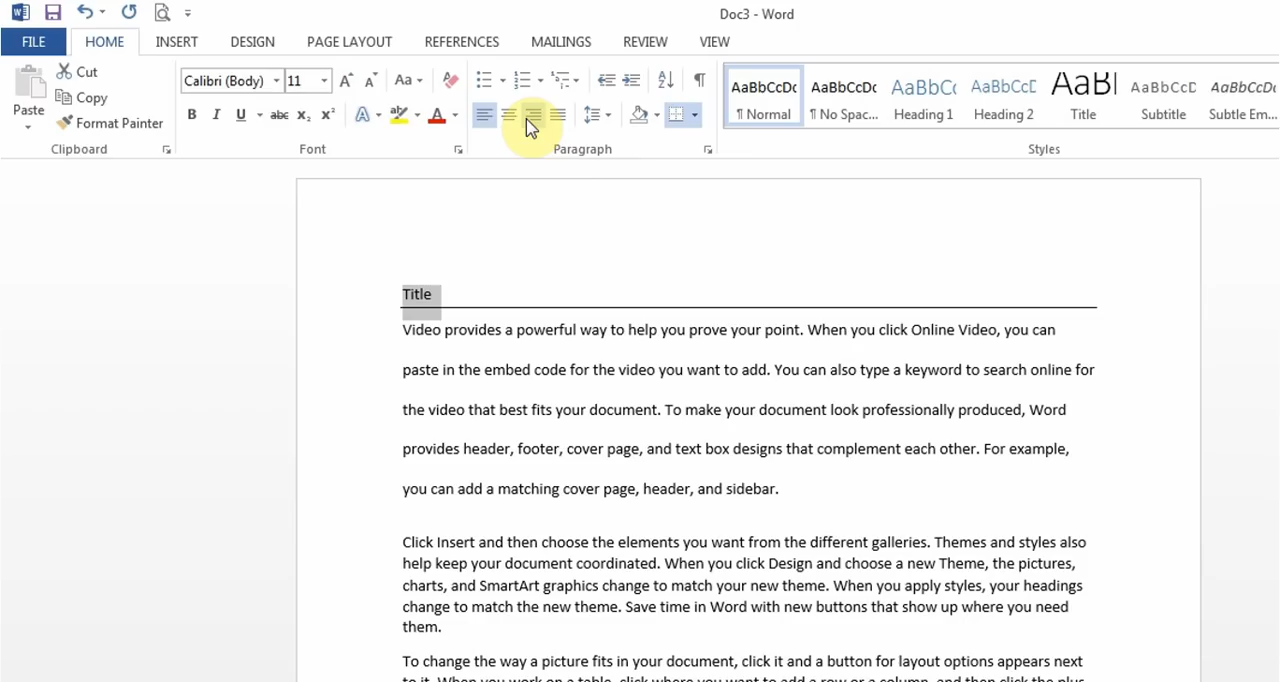 Doc3 - Word
FILE HOME INSERT DESIGN PAGE LAYOUT REFERENCES MAILINGS REVIEW VIEW
Paste
Cut
Copy
Format Painter
Clipboard
Calibri (Body) 11 A A Aa
B I U abc X₂ X² A ab A
Font
Paragraph
AaBbCcDc AaBbCcDc AaBbC AaBbCcD AaB AaBbCcD AaBbCcDc
¶ Normal ¶ No Spac... Heading 1 Heading 2 Title Subtitle Subtle Em...
Styles
Title
Video provides a powerful way to help you prove your point. When you click Online Video, you can
paste in the embed code for the video you want to add. You can also type a keyword to search online for
the video that best fits your document. To make your document look professionally produced, Word
provides header, footer, cover page, and text box designs that complement each other. For example,
you can add a matching cover page, header, and sidebar.
Click Insert and then choose the elements you want from the different galleries. Themes and styles also
help keep your document coordinated. When you click Design and choose a new Theme, the pictures,
charts, and SmartArt graphics change to match your new theme. When you apply styles, your headings
change to match the new theme. Save time in Word with new buttons that show up where you need
them.
To change the way a picture fits in your document, click it and a button for layout options appears next
to it. When you work on a table, click where you want to add a row or a column, and then click the plus